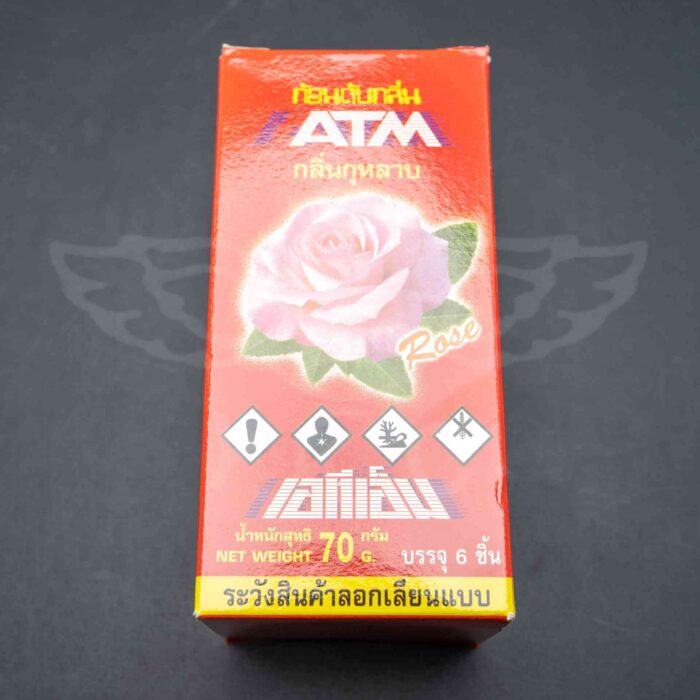 ก้อนดับกลิ่น
ATM
กลิ่นกุหลาบ
Rose
เอทีเอ็ม
น้ำหนักสุทธิ 70 กรัม
NET WEIGHT G. บรรจุ 6 ชิ้น
ระวังสินค้าลอกเลียนแบบ